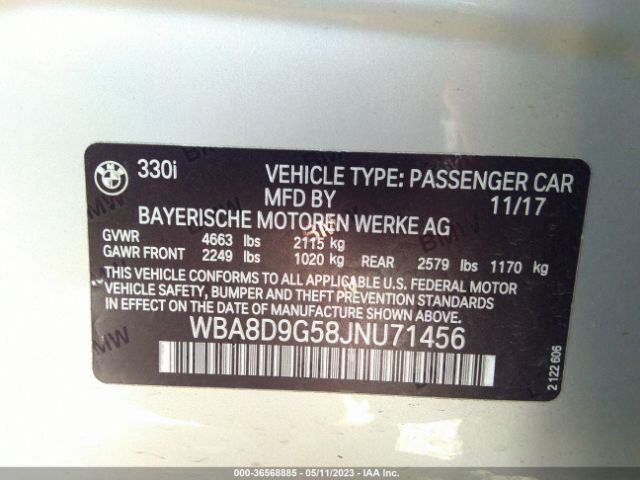 BMW
330i
VEHICLE TYPE: PASSENGER CAR
MFD BY 11/17
BAYERISCHE MOTOREN WERKE AG
GVWR 4663 lbs 2115 kg
GAWR FRONT 2249 lbs 1020 kg REAR 2579 lbs 1170 kg
THIS VEHICLE CONFORMS TO ALL APPLICABLE U.S. FEDERAL MOTOR
VEHICLE SAFETY, BUMPER AND THEFT PREVENTION STANDARDS
IN EFFECT ON THE DATE OF MANUFACTURE SHOWN ABOVE.
WBA8D9G58JNU71456
2 122 606
000-36568885 - 05/11/2023 - IAA Inc.